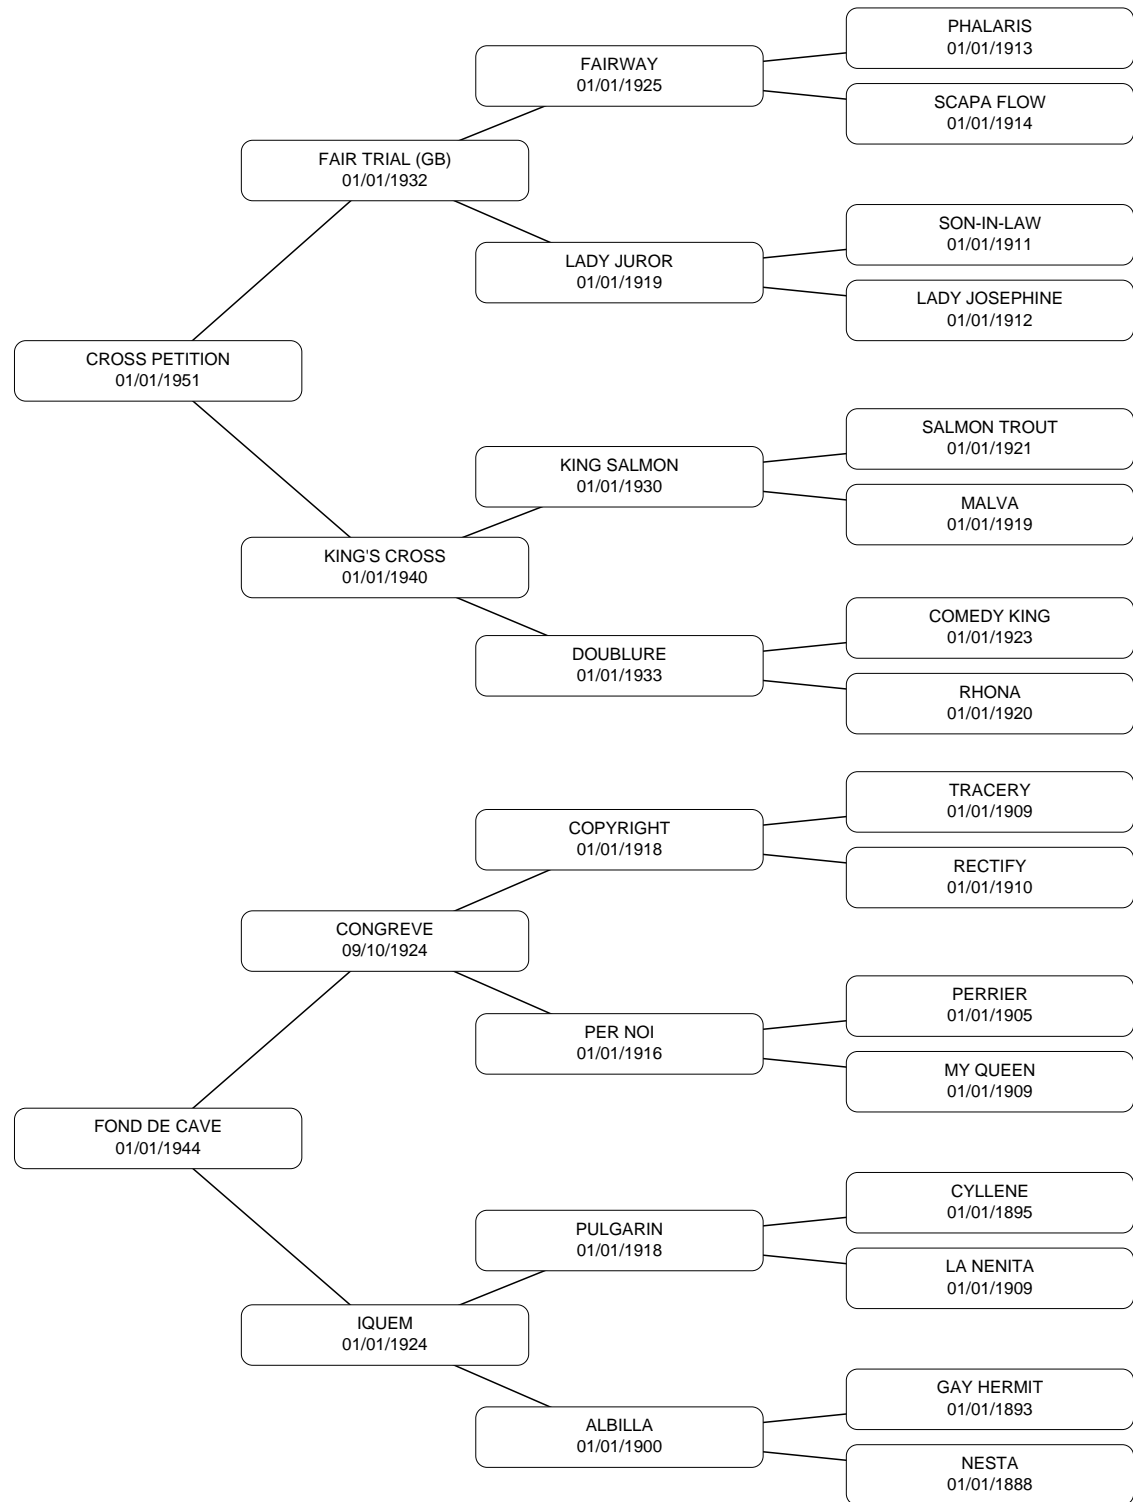 PHALARIS
01/01/1913
FAIRWAY
01/01/1925
SCAPA FLOW
01/01/1914
FAIR TRIAL (GB)
01/01/1932
SON-IN-LAW
01/01/1911
LADY JUROR
01/01/1919
LADY JOSEPHINE
01/01/1912
CROSS PETITION
01/01/1951
SALMON TROUT
01/01/1921
KING SALMON
01/01/1930
MALVA
01/01/1919
KING'S CROSS
01/01/1940
COMEDY KING
01/01/1923
DOUBLURE
01/01/1933
RHONA
01/01/1920
TRACERY
01/01/1909
COPYRIGHT
01/01/1918
RECTIFY
01/01/1910
CONGREVE
09/10/1924
PERRIER
01/01/1905
PER NOI
01/01/1916
MY QUEEN
01/01/1909
FOND DE CAVE
01/01/1944
CYLLENE
01/01/1895
PULGARIN
01/01/1918
LA NENITA
01/01/1909
IQUEM
01/01/1924
GAY HERMIT
01/01/1893
ALBILLA
01/01/1900
NESTA
01/01/1888